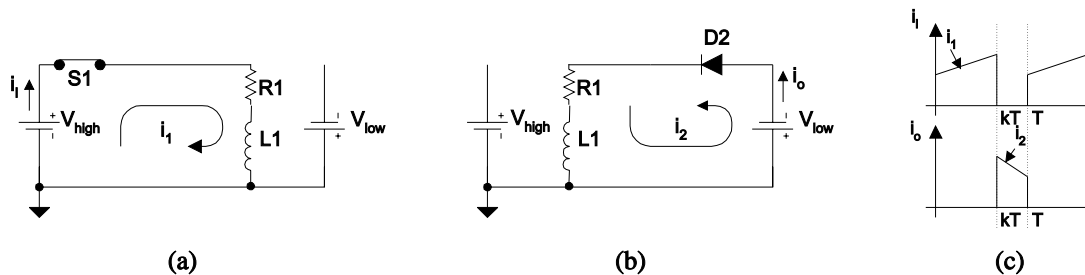 S1
i_I
+
-
V_high
i_1
R1
L1
-
+
V_low
(a)
+
-
V_high
R1
L1
D2
i_2
i_o
-
+
V_low
(b)
i_I
i_1
kT T
i_o
i_2
kT T
(c)